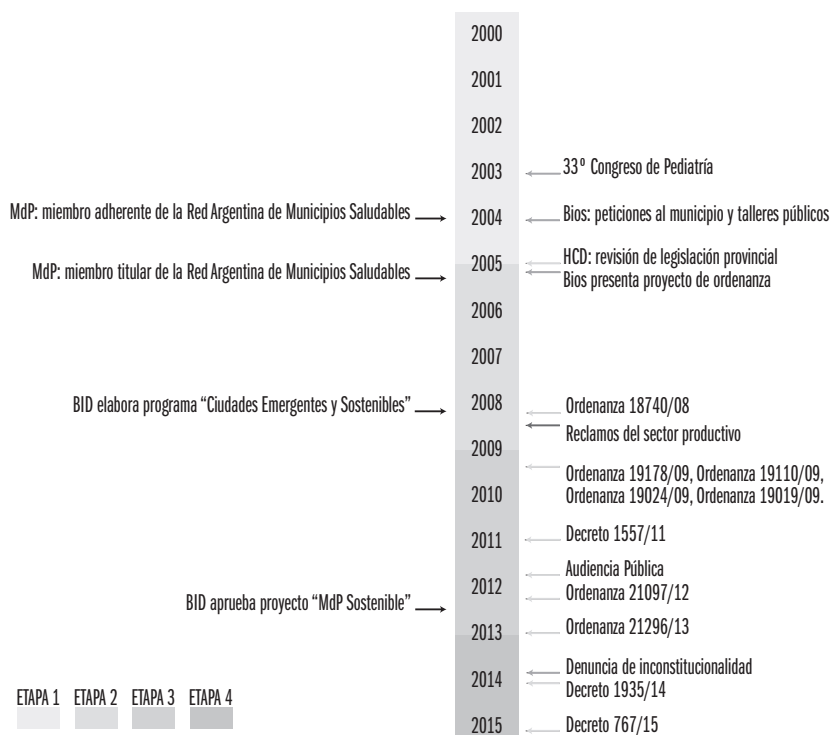 2000
2001
2002
2003
33º Congreso de Pediatría
MdP: miembro adherente de la Red Argentina de Municipios Saludables
2004
Bios: peticiones al municipio y talleres públicos
HCD: revisión de legislación provincial
2005
MdP: miembro titular de la Red Argentina de Municipios Saludables
Bios presenta proyecto de ordenanza
2006
2007
BID elabora programa “Ciudades Emergentes y Sostenibles”
2008
Ordenanza 18740/08
Reclamos del sector productivo
2009
Ordenanza 19178/09, Ordenanza 19110/09,
Ordenanza 19024/09, Ordenanza 19019/09.
2010
2011
Decreto 1557/11
Audiencia Pública
2012
Ordenanza 21097/12
BID aprueba proyecto “MdP Sostenible”
2013
Ordenanza 21296/13
Denuncia de inconstitucionalidad
2014
Decreto 1935/14
ETAPA 1 ETAPA 2 ETAPA 3 ETAPA 4
2015
Decreto 767/15